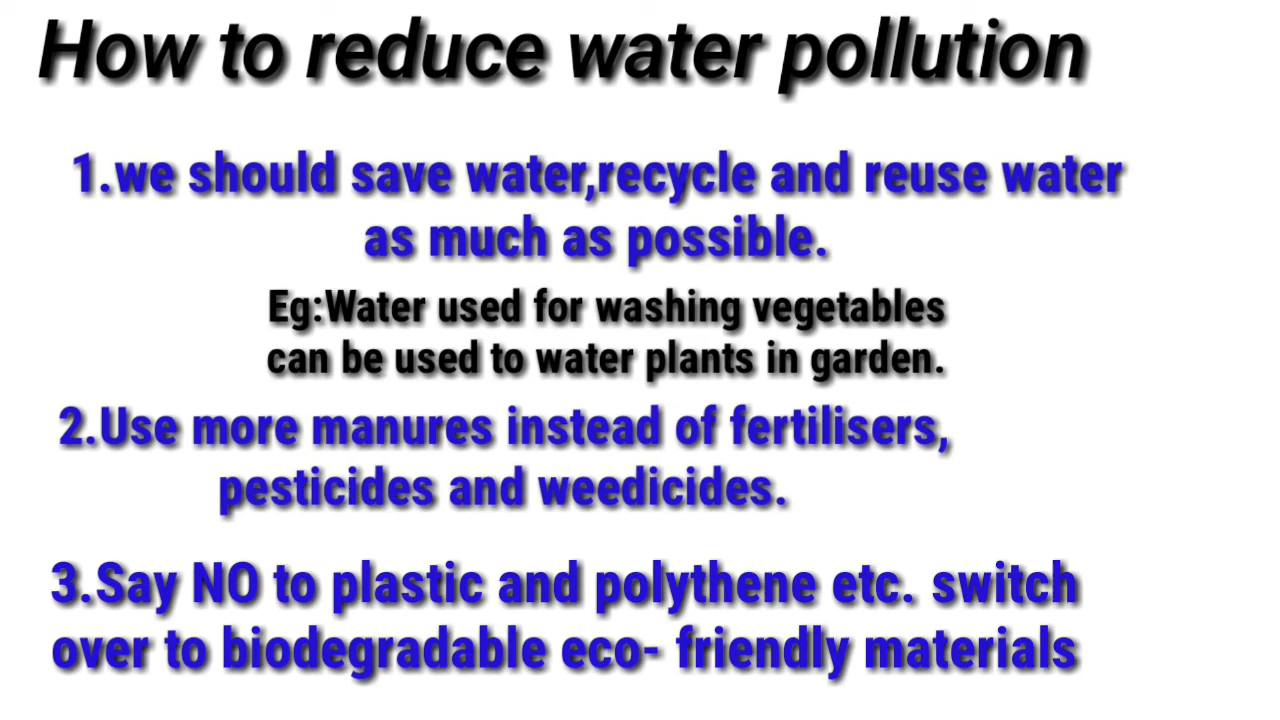 How to reduce water pollution
1.we should save water,recycle and reuse water
as much as possible.
Eg:Water used for washing vegetables
can be used to water plants in garden.
2.Use more manures instead of fertilisers,
pesticides and weedicides.
3.Say NO to plastic and polythene etc. switch
over to biodegradable eco- friendly materials